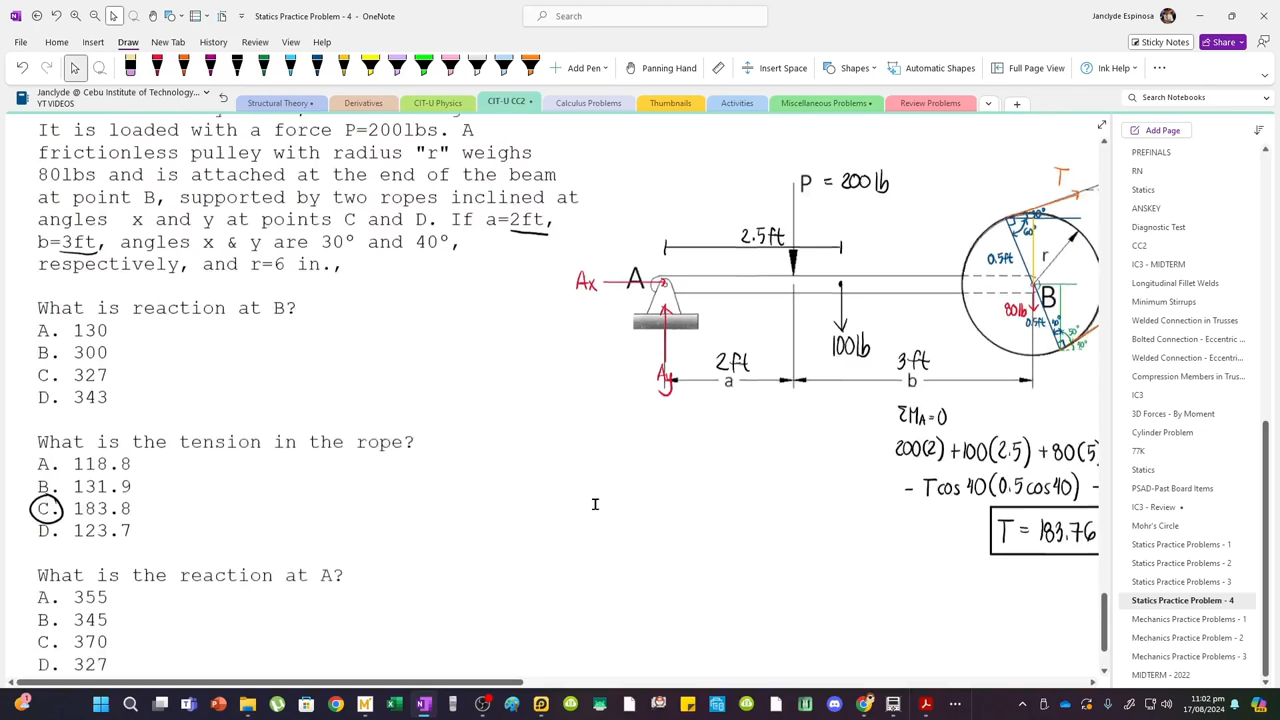 Statics Practice Problem - 4 - OneNote
Search
Janclyde Espinosa
File Home Insert Draw New Tab History Review View Help
Sticky Notes
Share
Add Pen
Panning Hand
Insert Space
Shapes
Automatic Shapes
Full Page View
Ink Help
Janclyde @ Cebu Institute of Technology...
YT VIDEOS
Structural Theory
Derivatives
CIT-U Physics
CIT-U CC2
Calculus Problems
Thumbnails
Activities
Miscellaneous Problems
Review Problems
Search Notebooks
It is loaded with a force P=200lbs. A
frictionless pulley with radius "r" weighs
80lbs and is attached at the end of the beam
at point B, supported by two ropes inclined at
angles x and y at points C and D. If a=2ft,
b=3ft, angles x & y are 30° and 40°,
respectively, and r=6 in.,
What is reaction at B?
A. 130
B. 300
C. 327
D. 343
What is the tension in the rope?
A. 118.8
B. 131.9
C. 183.8
D. 123.7
What is the reaction at A?
A. 355
B. 345
C. 370
D. 327
P = 200 lb
T
2.5ft
30°
60°
0.5ft
r
Ax
A
B
80lb
0.5ft
40°
50°
100lb
2ft
3ft
Ay
a
b
ΣMA=0
200(2)+100(2.5)+80(5)
- Tcos 40(0.5cos40) -
T = 183.76
Add Page
PREFINALS
RN
Statics
ANSKEY
Diagnostic Test
CC2
IC3 - MIDTERM
Longitudinal Fillet Welds
Minimum Stirrups
Welded Connection in Trusses
Bolted Connection - Eccentric ...
Welded Connection - Eccentri...
Compression Members in Trus...
IC3
3D Forces - By Moment
Cylinder Problem
77K
Statics
PSAD-Past Board Items
IC3 - Review
Mohr's Circle
Statics Practice Problems - 1
Statics Practice Problems - 2
Statics Practice Problems - 3
Statics Practice Problem - 4
Mechanics Practice Problems - 1
Mechanics Practice Problem - 2
Mechanics Practice Problem - 3
MIDTERM - 2022
11:02 pm
17/08/2024